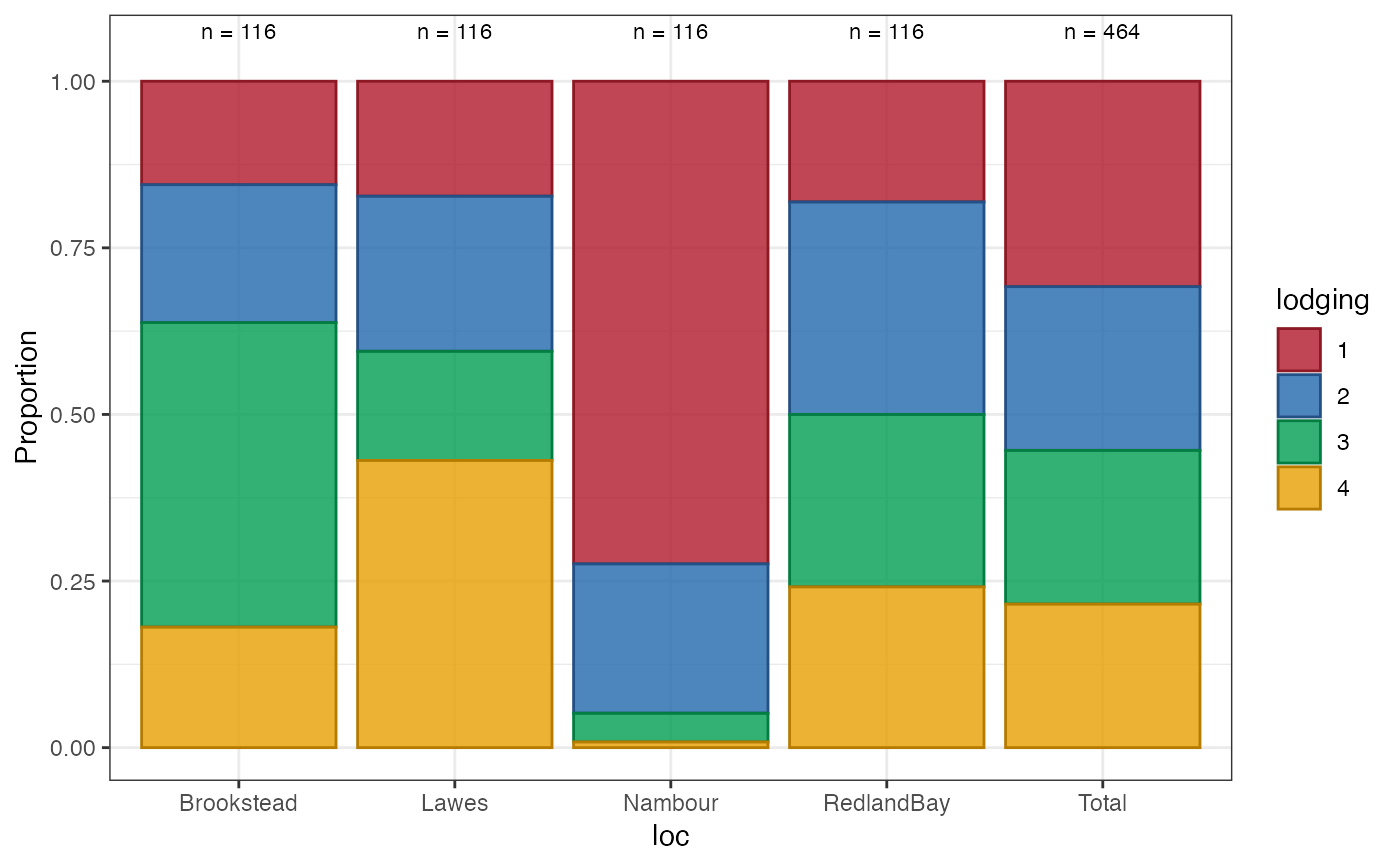 n = 116 n = 116 n = 116 n = 116 n = 464
1.00
0.75
0.50
0.25
0.00
Proportion
Brookstead Lawes Nambour RedlandBay Total
loc
lodging
1
2
3
4